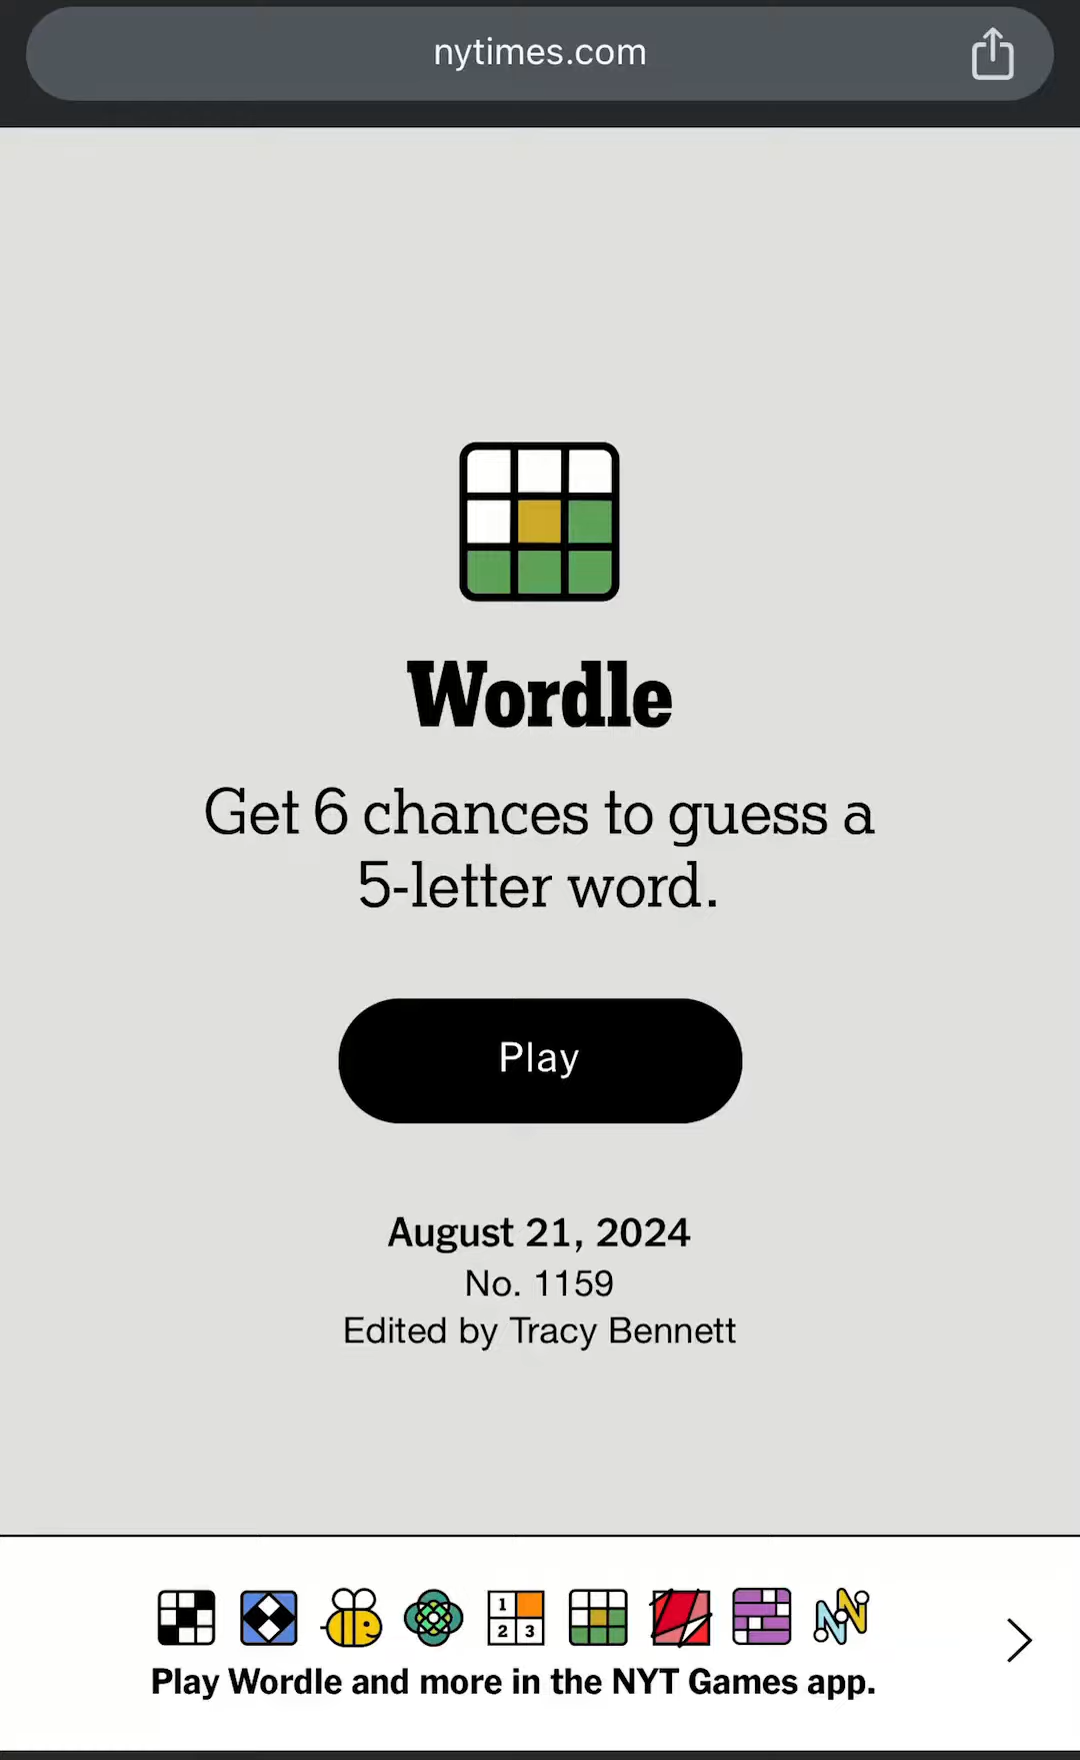 nytimes.com
Wordle
Get 6 chances to guess a
5-letter word.
Play
August 21, 2024
No. 1159
Edited by Tracy Bennett
1
2 3
Play Wordle and more in the NYT Games app.